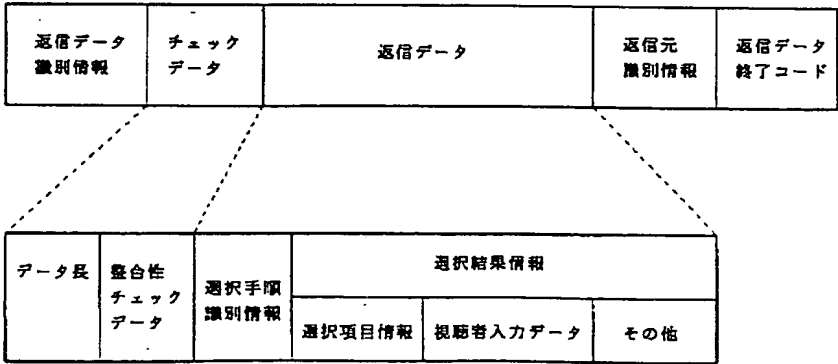 返信データ
識別情報
チェック
データ
返信データ
返信元
識別情報
返信データ
終了コード
データ長
整合性
チェック
データ
選択手順
識別情報
選択結果情報
選択項目情報
視聴者入力データ
その他